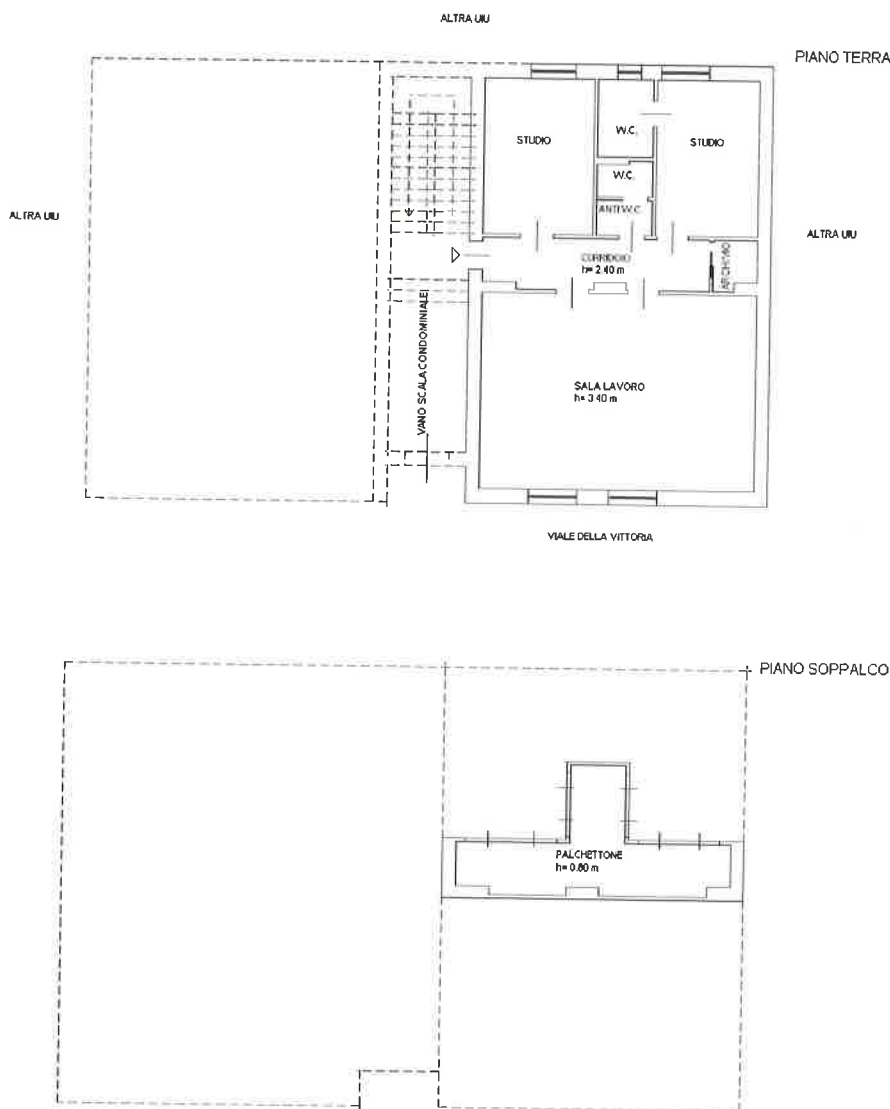 ALTRA UIU
PIANO TERRA
STUDIO
W.C.
STUDIO
W.C.
ANTI W.C.
ALTRA UIU
ALTRA UIU
CORRIDOIO
h= 2.40 m
ARCHIVIO
VANO SCALA CONDOMINIALE
SALA LAVORO
h= 3.40 m
VIALE DELLA VITTORIA
PIANO SOPPALCO
PALCHETTONE
h= 0.80 m